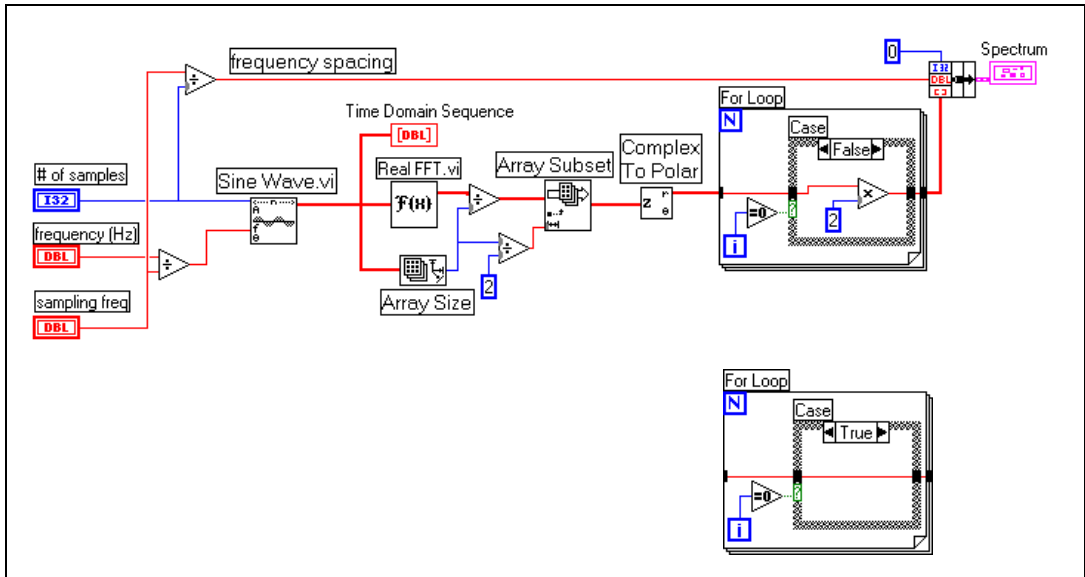 frequency spacing
÷
0
Spectrum
I32
DBL
[ ]
Time Domain Sequence
[DBL]
For Loop
N
Case
False
Complex
To Polar
# of samples
I32
Sine Wave.vi
Real FFT.vi
Array Subset
A
f
θ
F(x)
÷
z
r
θ
=0
?
×
2
i
frequency (Hz)
DBL
÷
÷
2
Array Size
sampling freq
DBL
For Loop
N
Case
True
=0
?
i